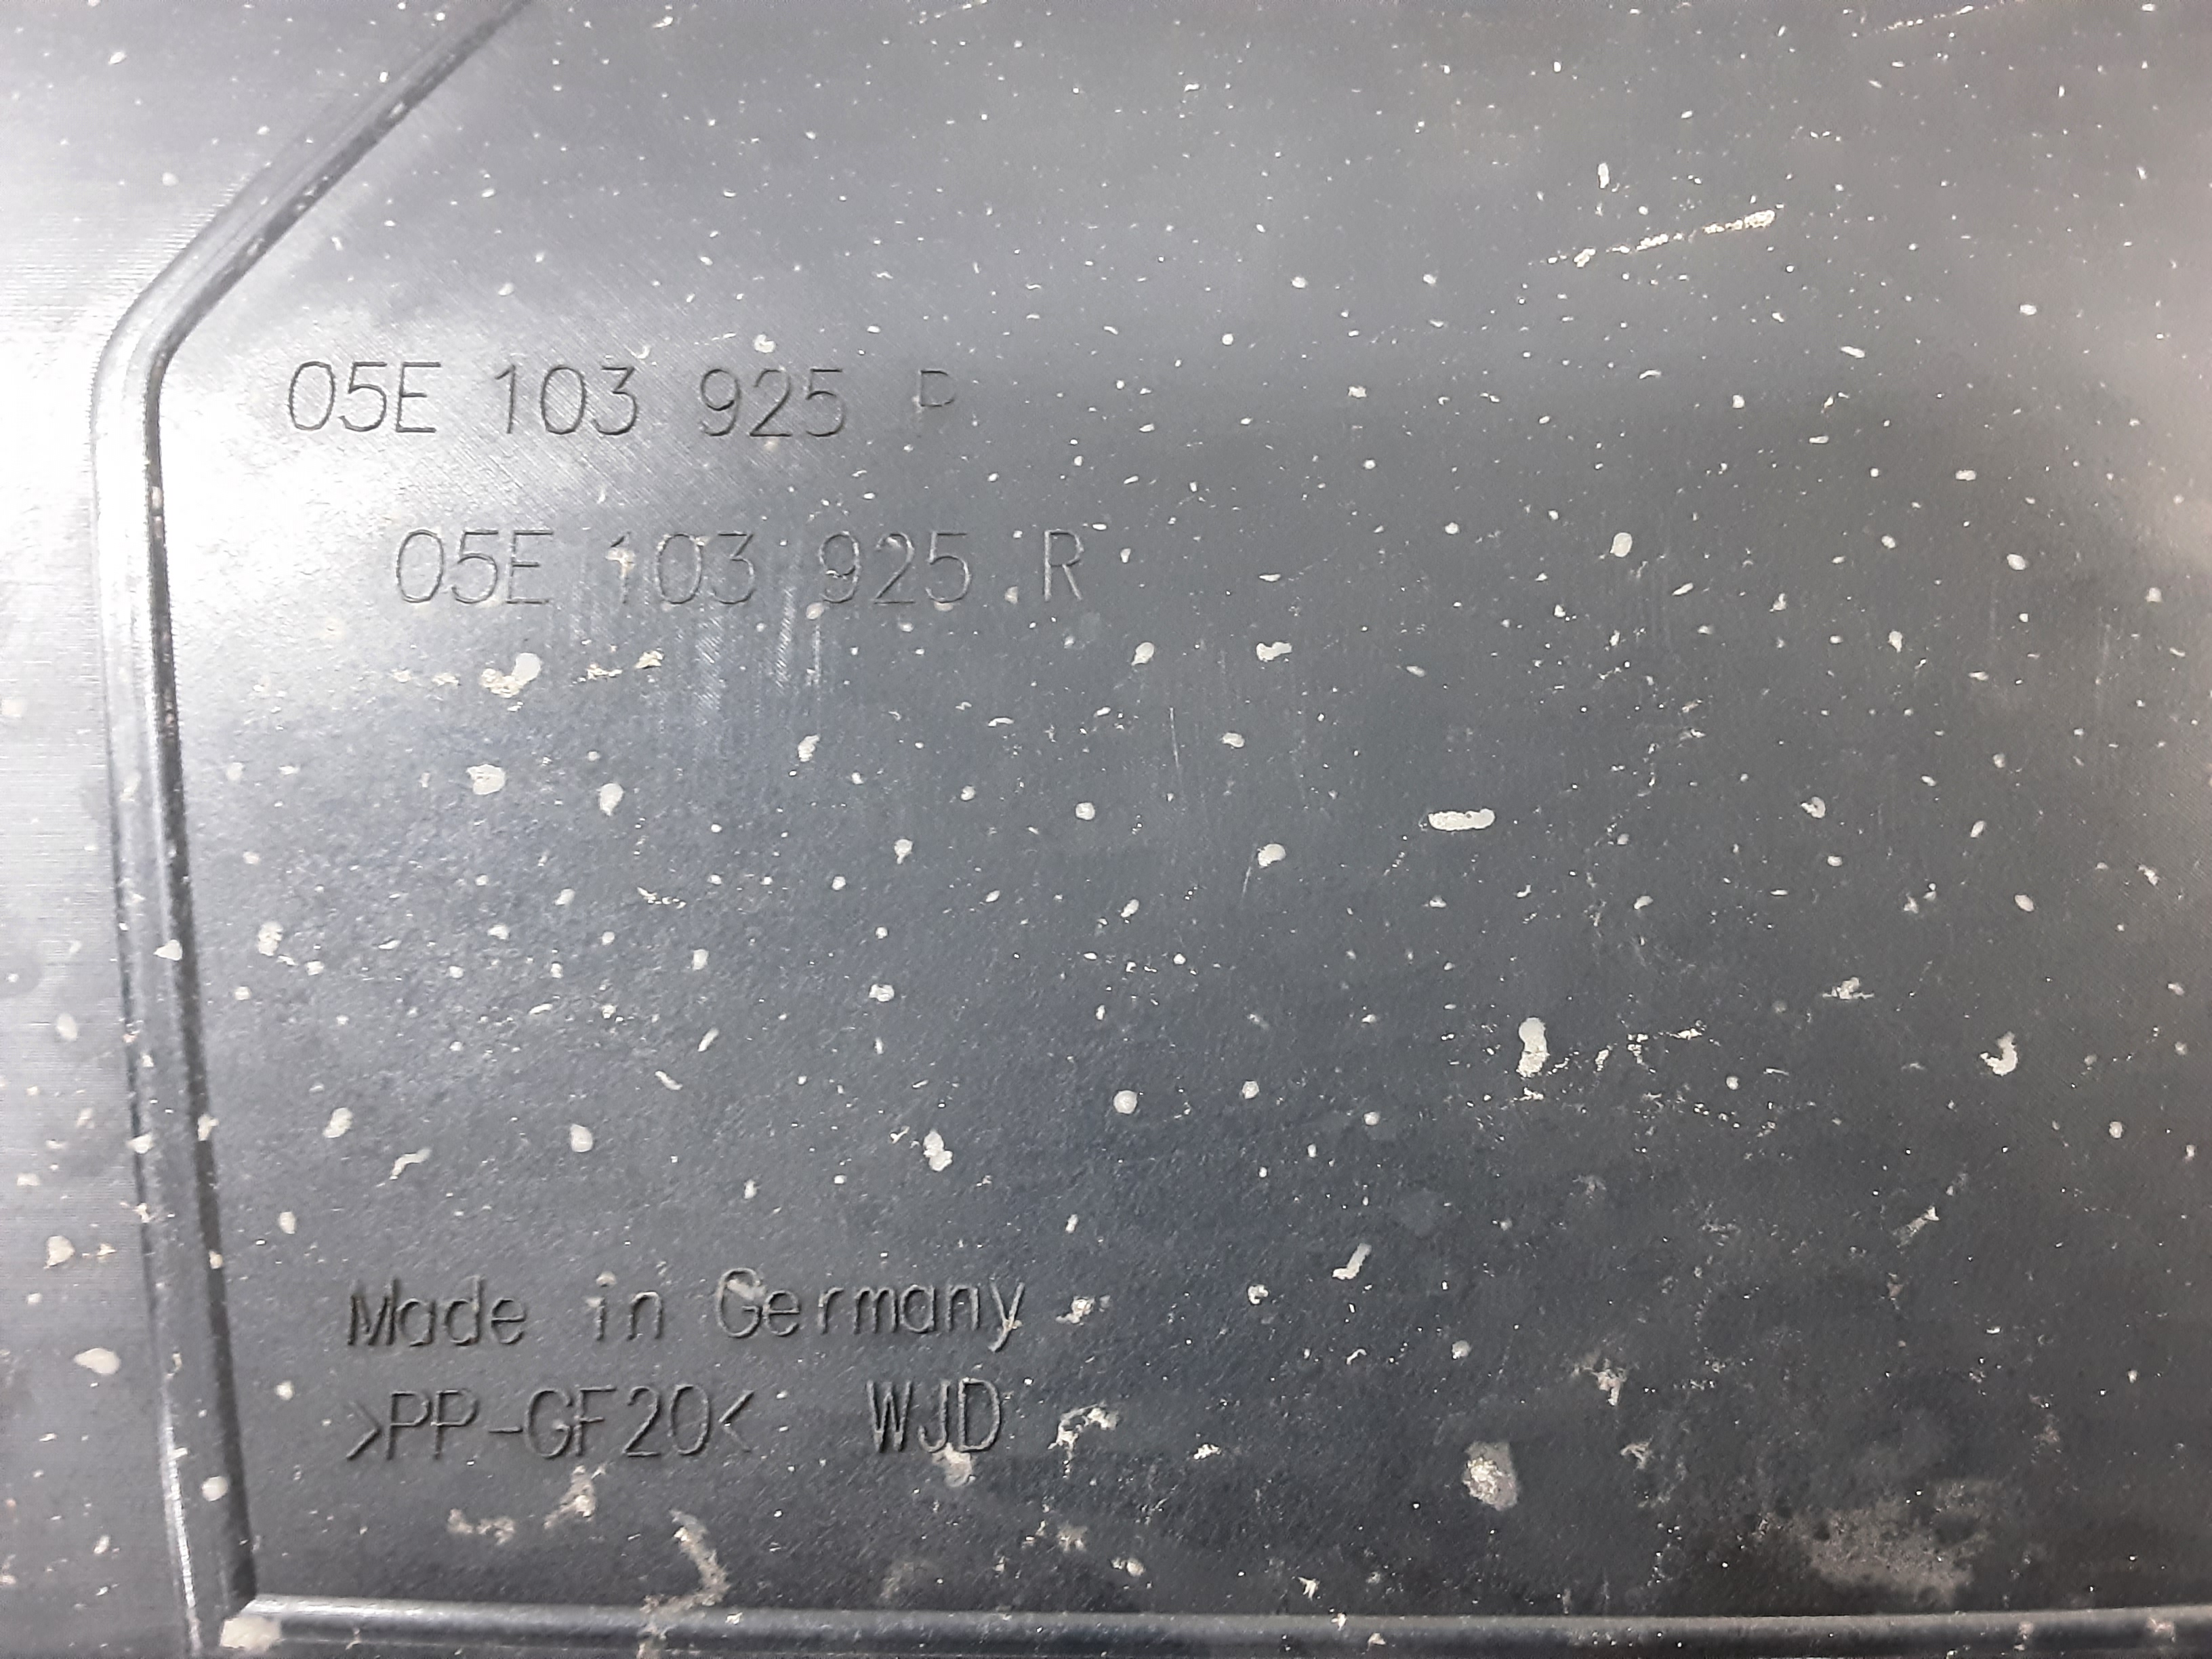 05E 103 925 P
05E 103 925 R
Made in Germany
>PP-GF20< WJD